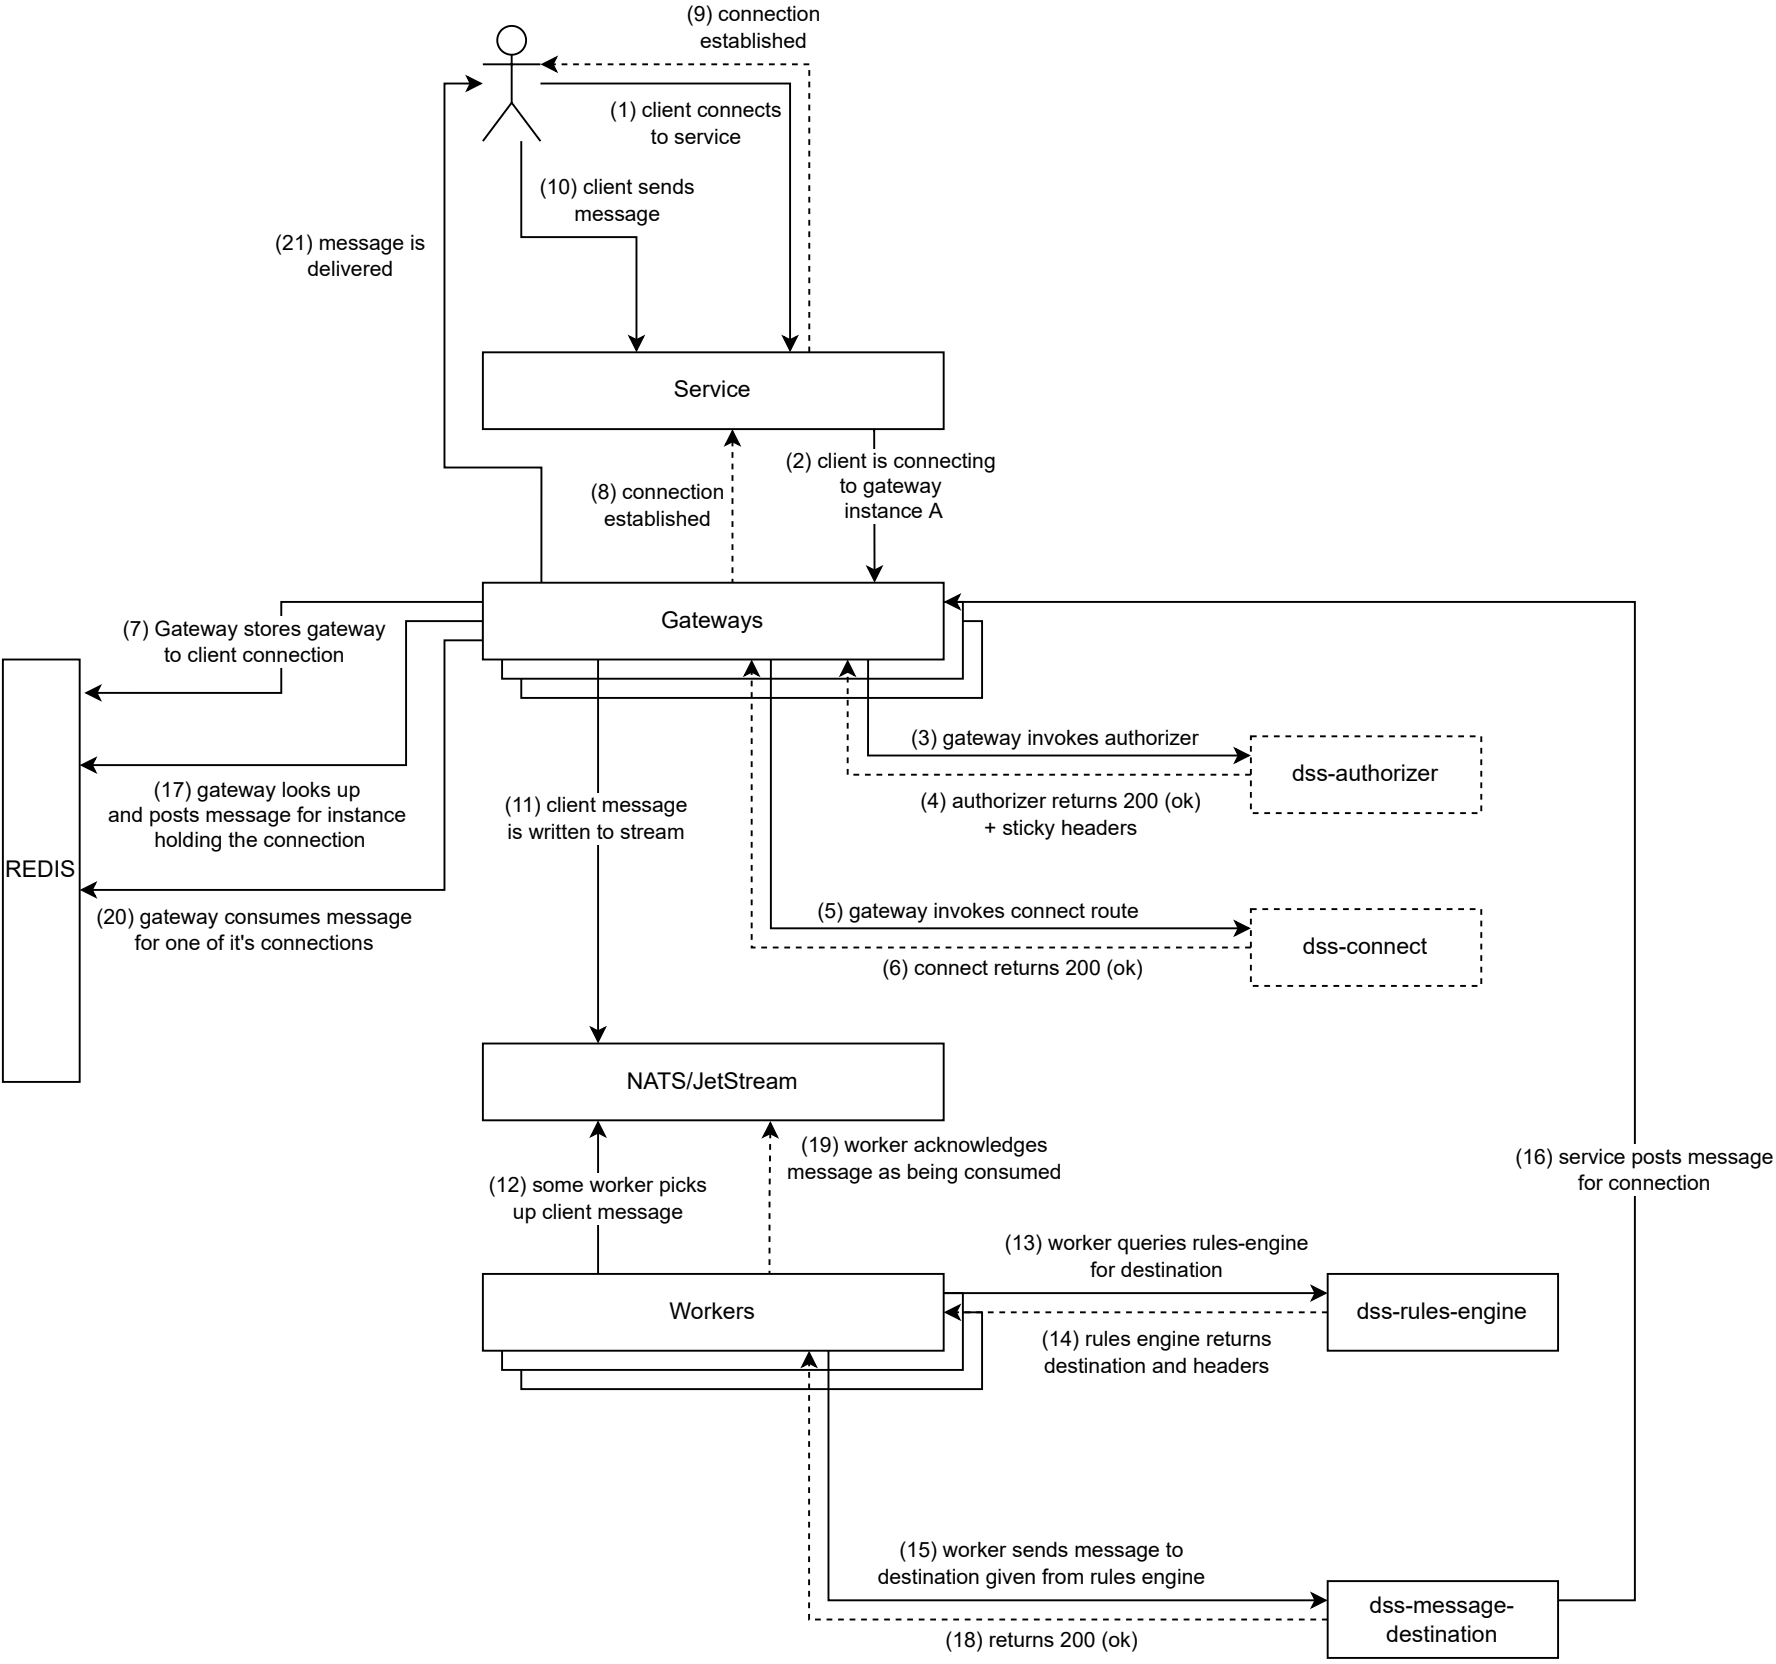 (9) connection
established
(1) client connects
to service
(10) client sends
message
(21) message is
delivered
Service
(2) client is connecting
to gateway
instance A
(8) connection
established
Gateways
(7) Gateway stores gateway
to client connection
(3) gateway invokes authorizer
dss-authorizer
(4) authorizer returns 200 (ok)
+ sticky headers
(17) gateway looks up
and posts message for instance
holding the connection
(11) client message
is written to stream
REDIS
(20) gateway consumes message
for one of it's connections
(5) gateway invokes connect route
dss-connect
(6) connect returns 200 (ok)
NATS/JetStream
(19) worker acknowledges
message as being consumed
(16) service posts message
for connection
(12) some worker picks
up client message
(13) worker queries rules-engine
for destination
Workers
dss-rules-engine
(14) rules engine returns
destination and headers
(15) worker sends message to
destination given from rules engine
dss-message-
destination
(18) returns 200 (ok)